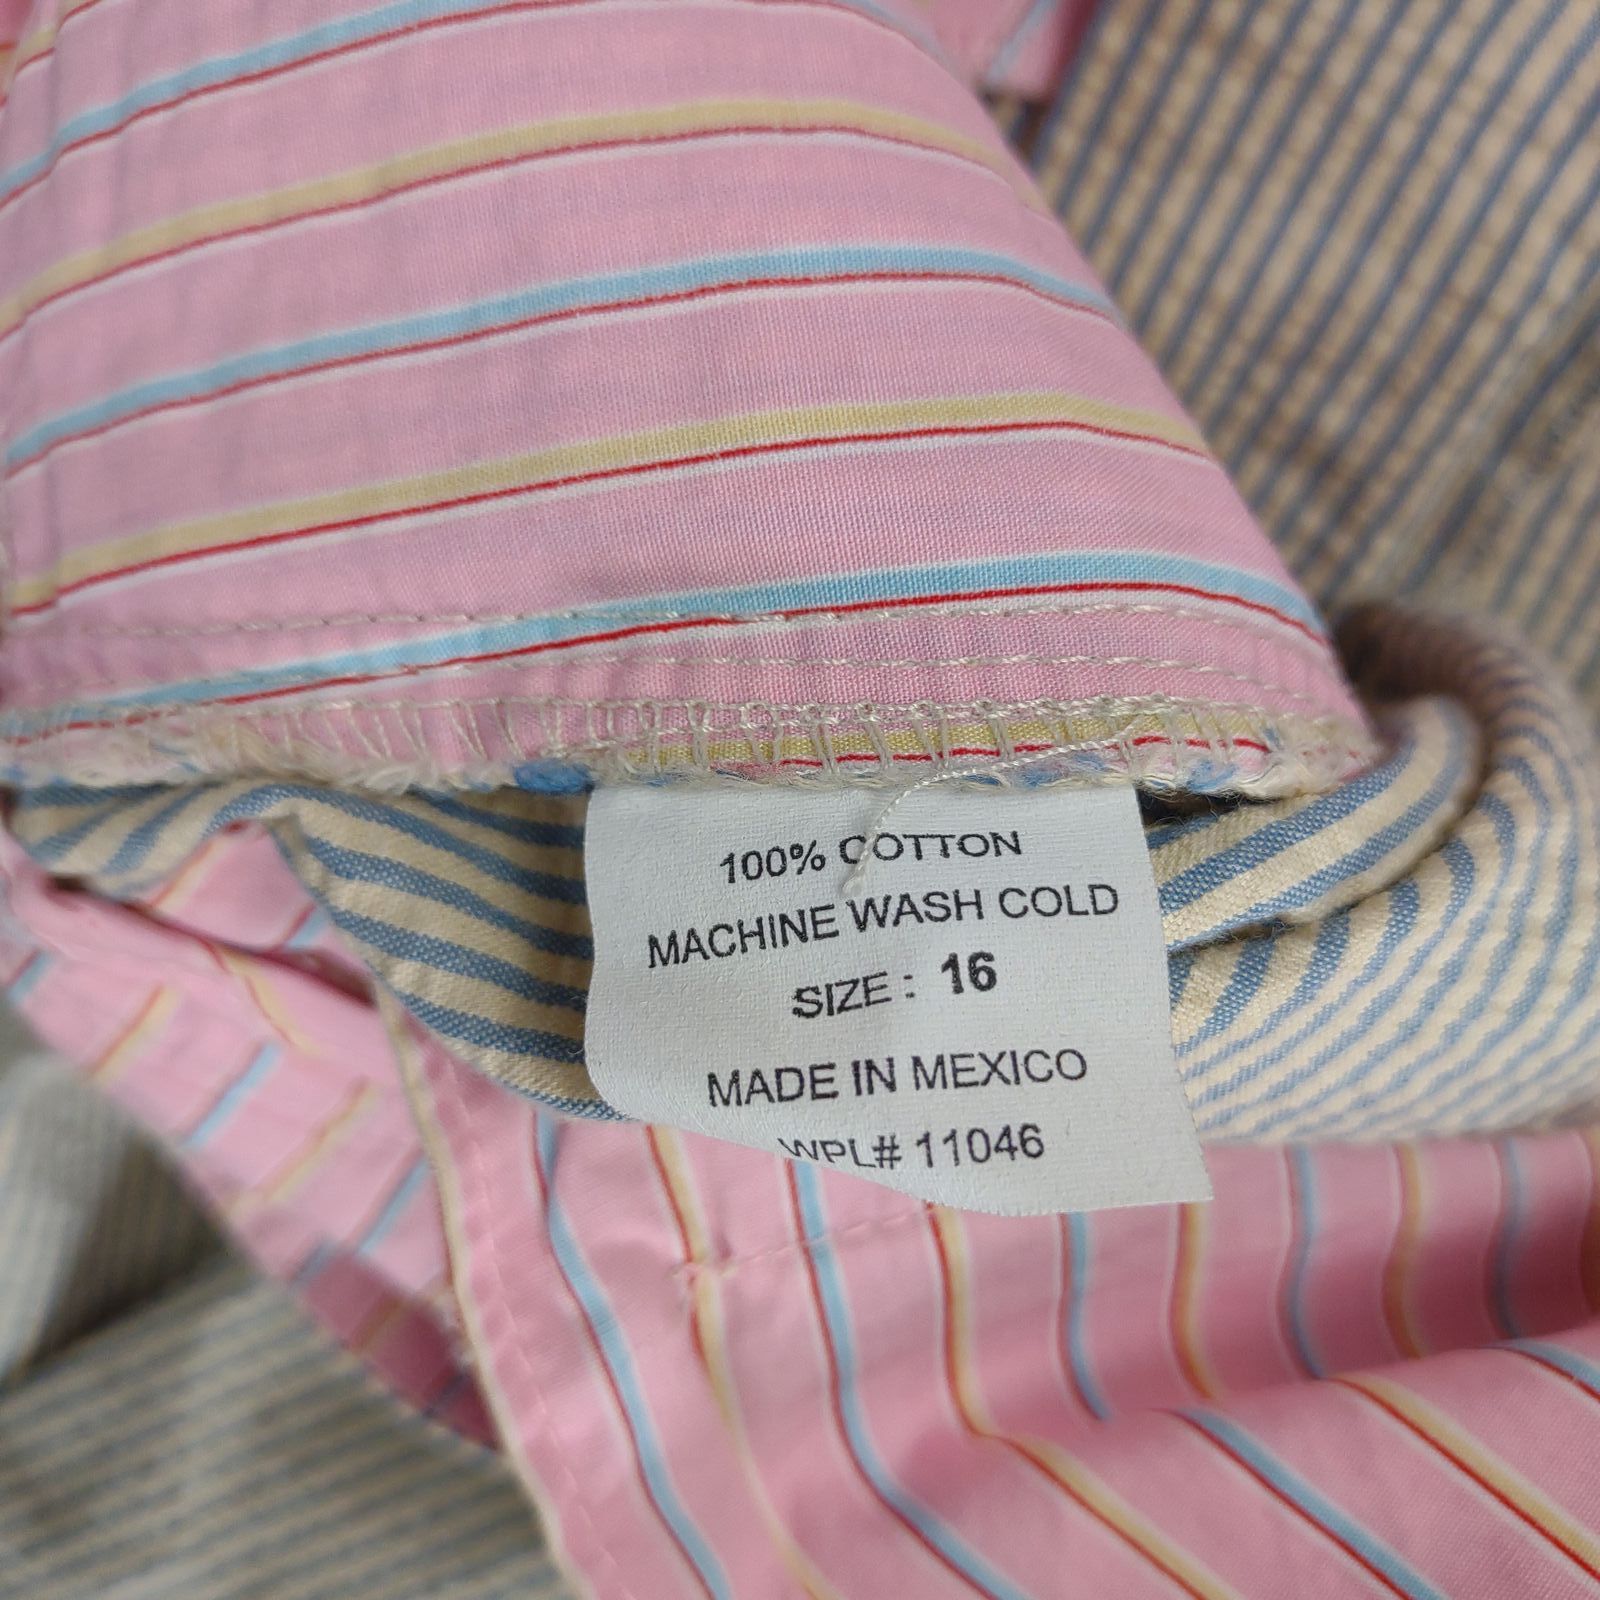 100% COTTON
MACHINE WASH COLD
SIZE : 16
MADE IN MEXICO
WPL# 11046